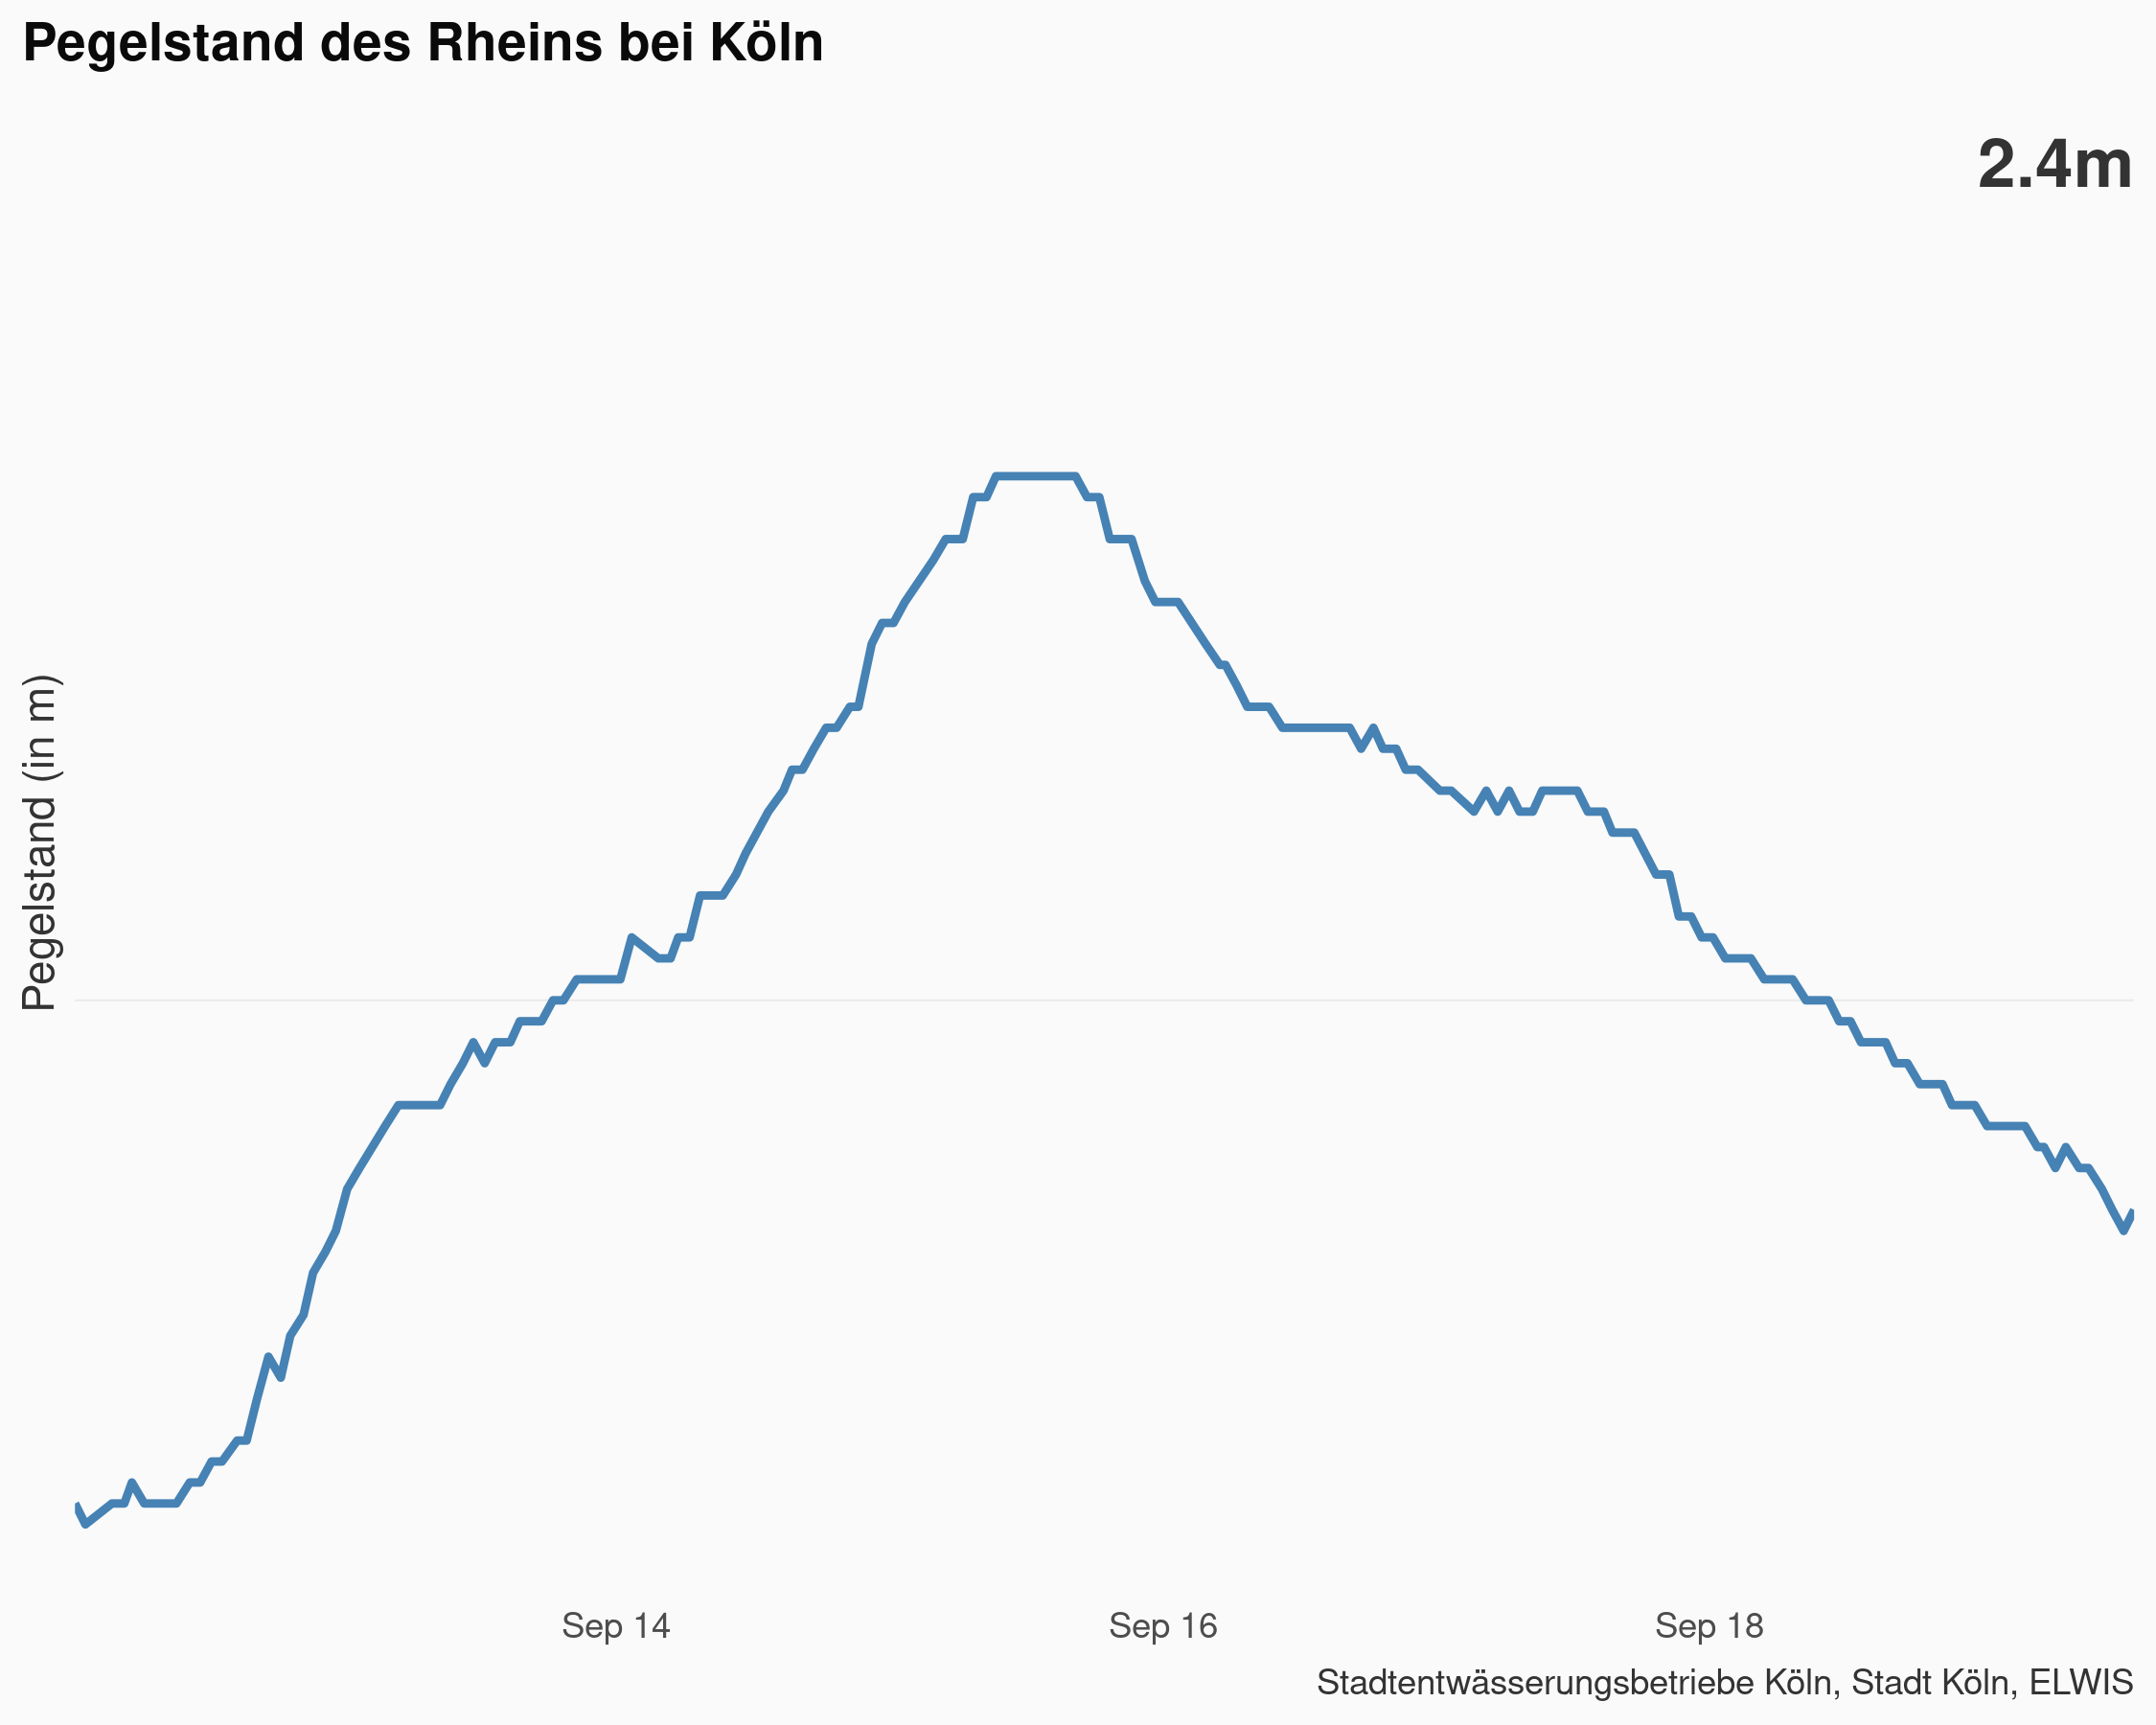 Pegelstand des Rheins bei Köln
2.4m
Pegelstand (in m)
Sep 14
Sep 16
Sep 18
Stadtentwässerungsbetriebe Köln, Stadt Köln, ELWIS